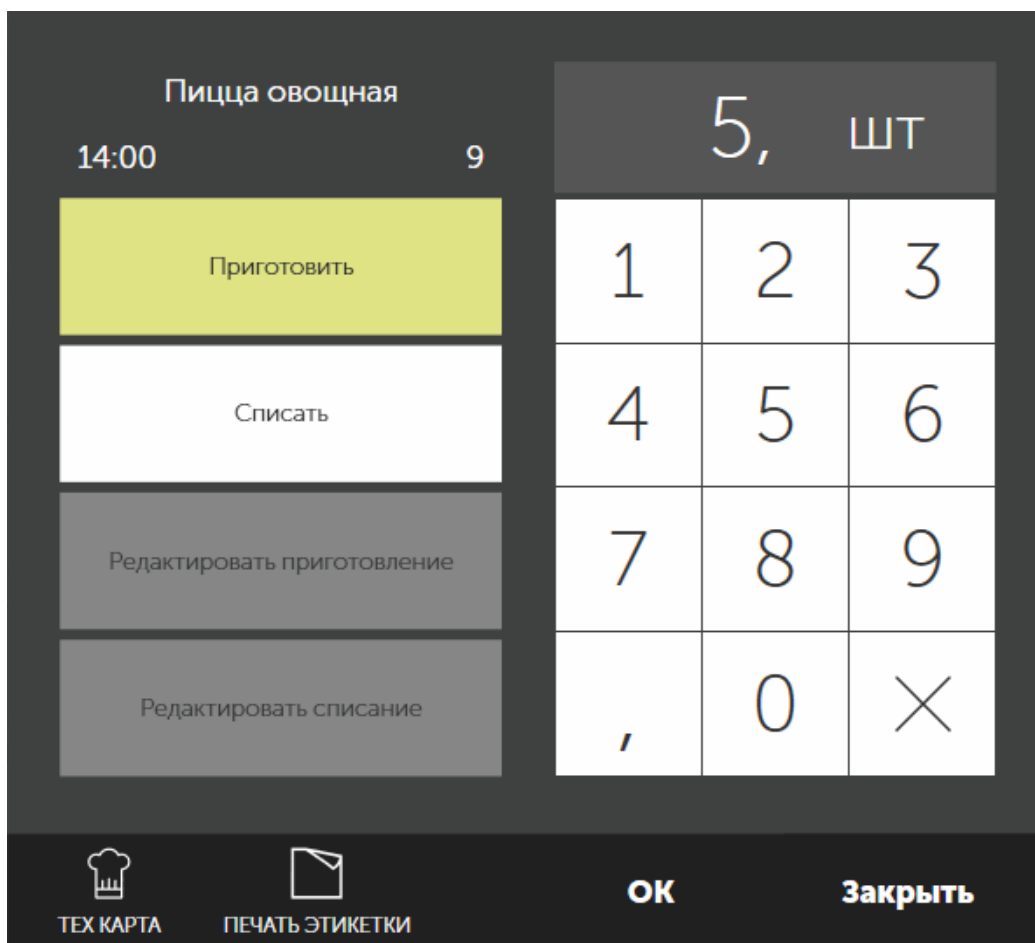 Пицца овощная
14:00 9
Приготовить
Списать
Редактировать приготовление
Редактировать списание
5, шт
1 2 3
4 5 6
7 8 9
, 0 ×
ТЕХ КАРТА
ПЕЧАТЬ ЭТИКЕТКИ
ОК
Закрыть